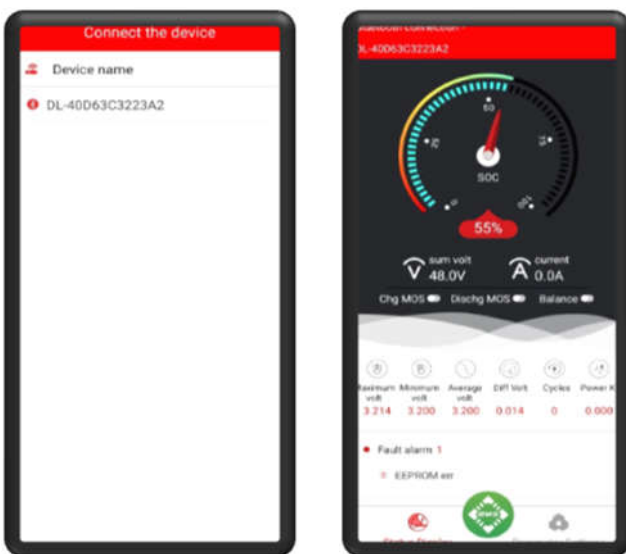 Connect the device
Device name
DL-40D63C3223A2
DL-40D63C3223A2
SOC
55%
sum volt
48.0V
current
0.0A
Chg MOS
Dischg MOS
Balance
Minimum volt
Average volt
Diff Volt
Cycles
Power
3.214
3.200
3.200
0.014
0
0.000
Fault alarm 1
EEPROM err